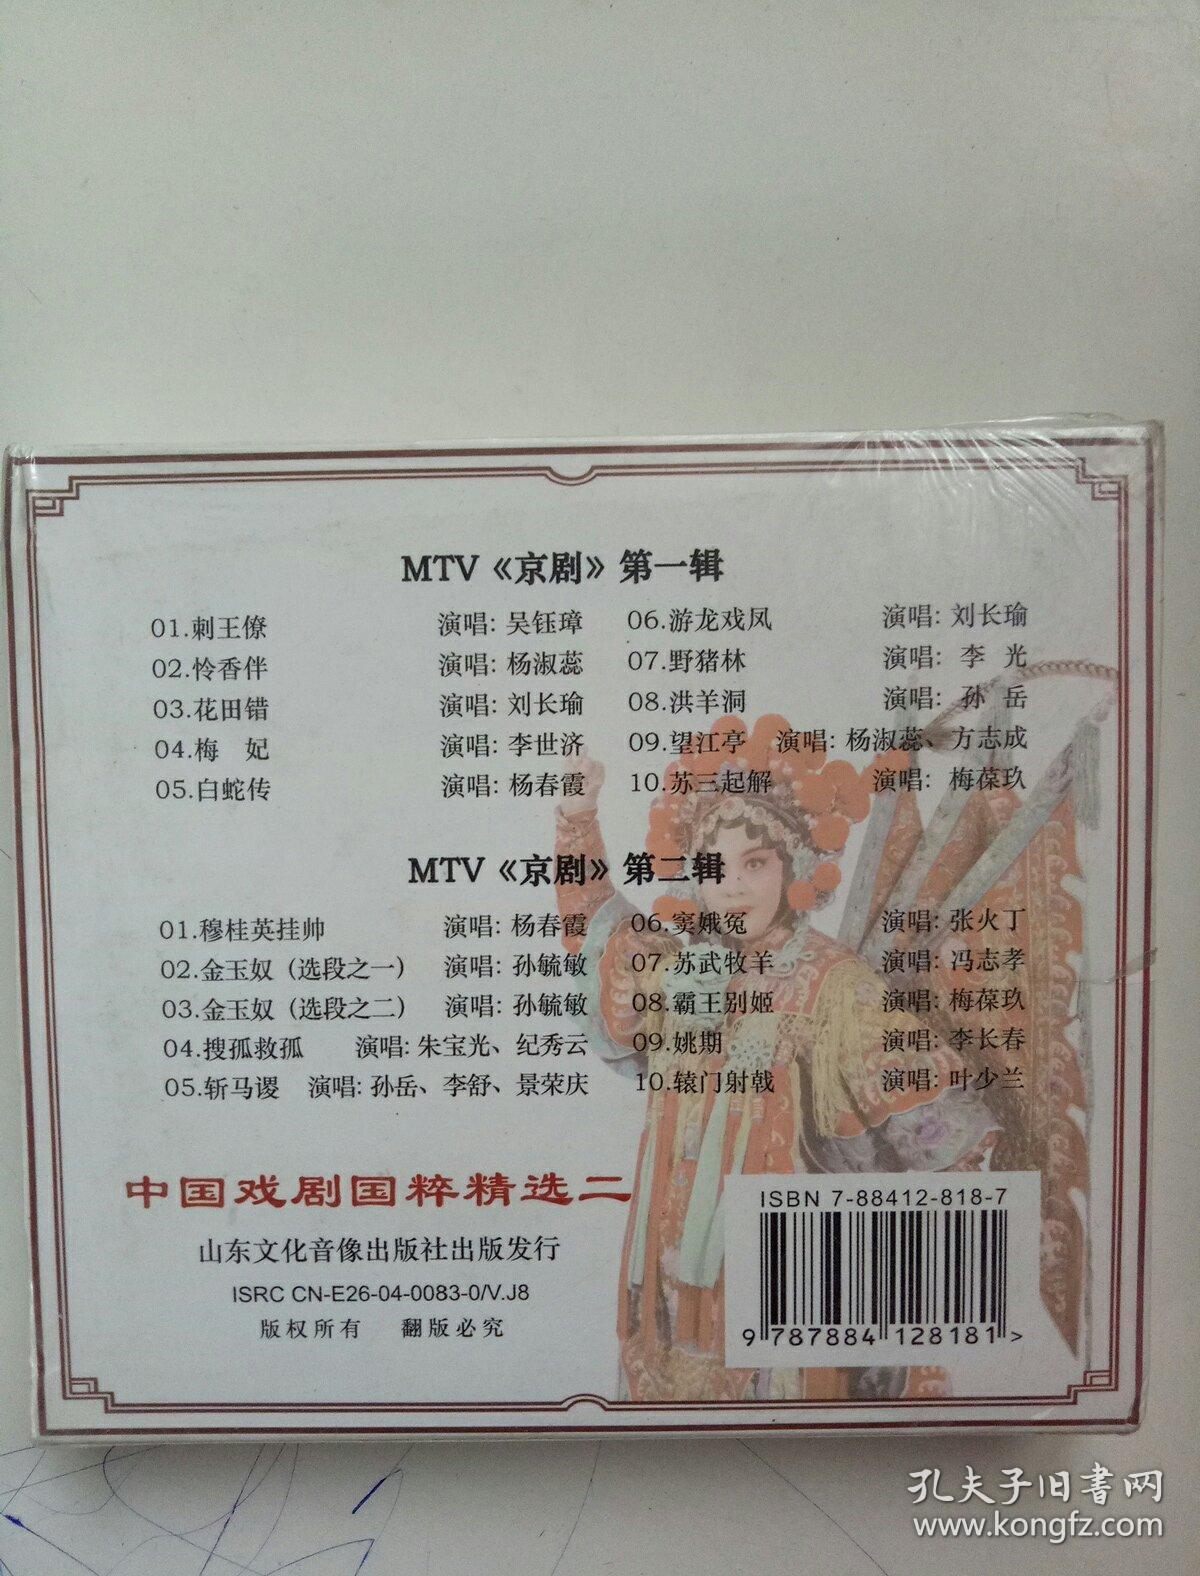 MTV《京剧》第一辑
01.刺王僚 演唱: 吴钰璋 06.游龙戏凤 演唱: 刘长瑜
02.怜香伴 演唱: 杨淑蕊 07.野猪林 演唱: 李 光
03.花田错 演唱: 刘长瑜 08.洪羊洞 演唱: 孙 岳
04.梅 妃 演唱: 李世济 09.望江亭 演唱: 杨淑蕊、方志成
05.白蛇传 演唱: 杨春霞 10.苏三起解 演唱: 梅葆玖
MTV《京剧》第二辑
01.穆桂英挂帅 演唱: 杨春霞 06.窦娥冤 演唱: 张火丁
02.金玉奴（选段之一） 演唱: 孙毓敏 07.苏武牧羊 演唱: 冯志孝
03.金玉奴（选段之二） 演唱: 孙毓敏 08.霸王别姬 演唱: 梅葆玖
04.搜孤救孤 演唱: 朱宝光、纪秀云 09.姚期 演唱: 李长春
05.斩马谡 演唱: 孙岳、李舒、景荣庆 10.辕门射戟 演唱: 叶少兰
中国戏剧国粹精选二
山东文化音像出版社出版发行
ISRC CN-E26-04-0083-0/V.J8
版权所有 翻版必究
ISBN 7-88412-818-7
9 787884 128181 >
孔夫子旧书网
www.kongfz.com